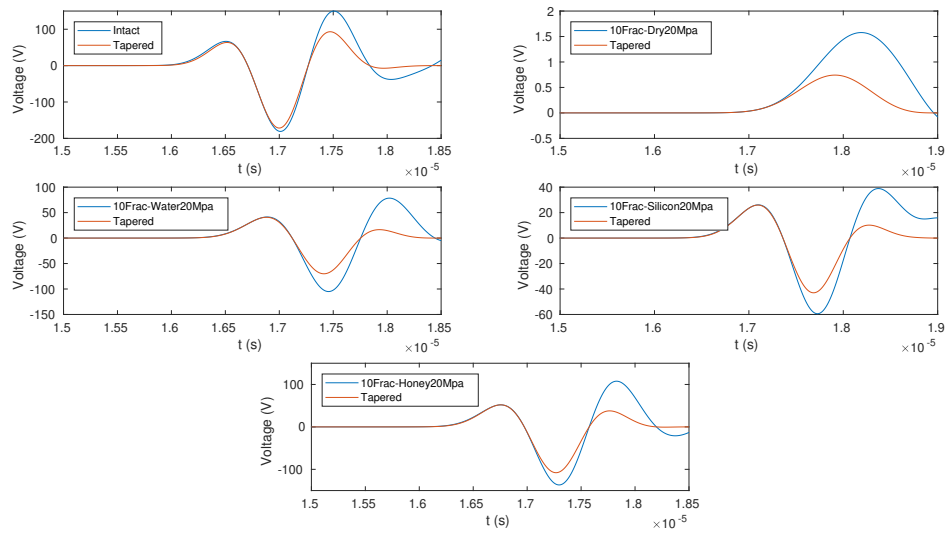 Voltage (V)
100
0
-100
-200
Intact
Tapered
1.5 1.55 1.6 1.65 1.7 1.75 1.8 1.85
t (s)
×10⁻⁵
Voltage (V)
2
1.5
1
0.5
0
-0.5
10Frac-Dry20Mpa
Tapered
1.5 1.6 1.7 1.8 1.9
t (s)
×10⁻⁵
Voltage (V)
100
50
0
-50
-100
-150
10Frac-Water20Mpa
Tapered
1.5 1.55 1.6 1.65 1.7 1.75 1.8 1.85
t (s)
×10⁻⁵
Voltage (V)
40
20
0
-20
-40
-60
10Frac-Silicon20Mpa
Tapered
1.5 1.6 1.7 1.8 1.9
t (s)
×10⁻⁵
Voltage (V)
100
0
-100
10Frac-Honey20Mpa
Tapered
1.5 1.55 1.6 1.65 1.7 1.75 1.8 1.85
t (s)
×10⁻⁵